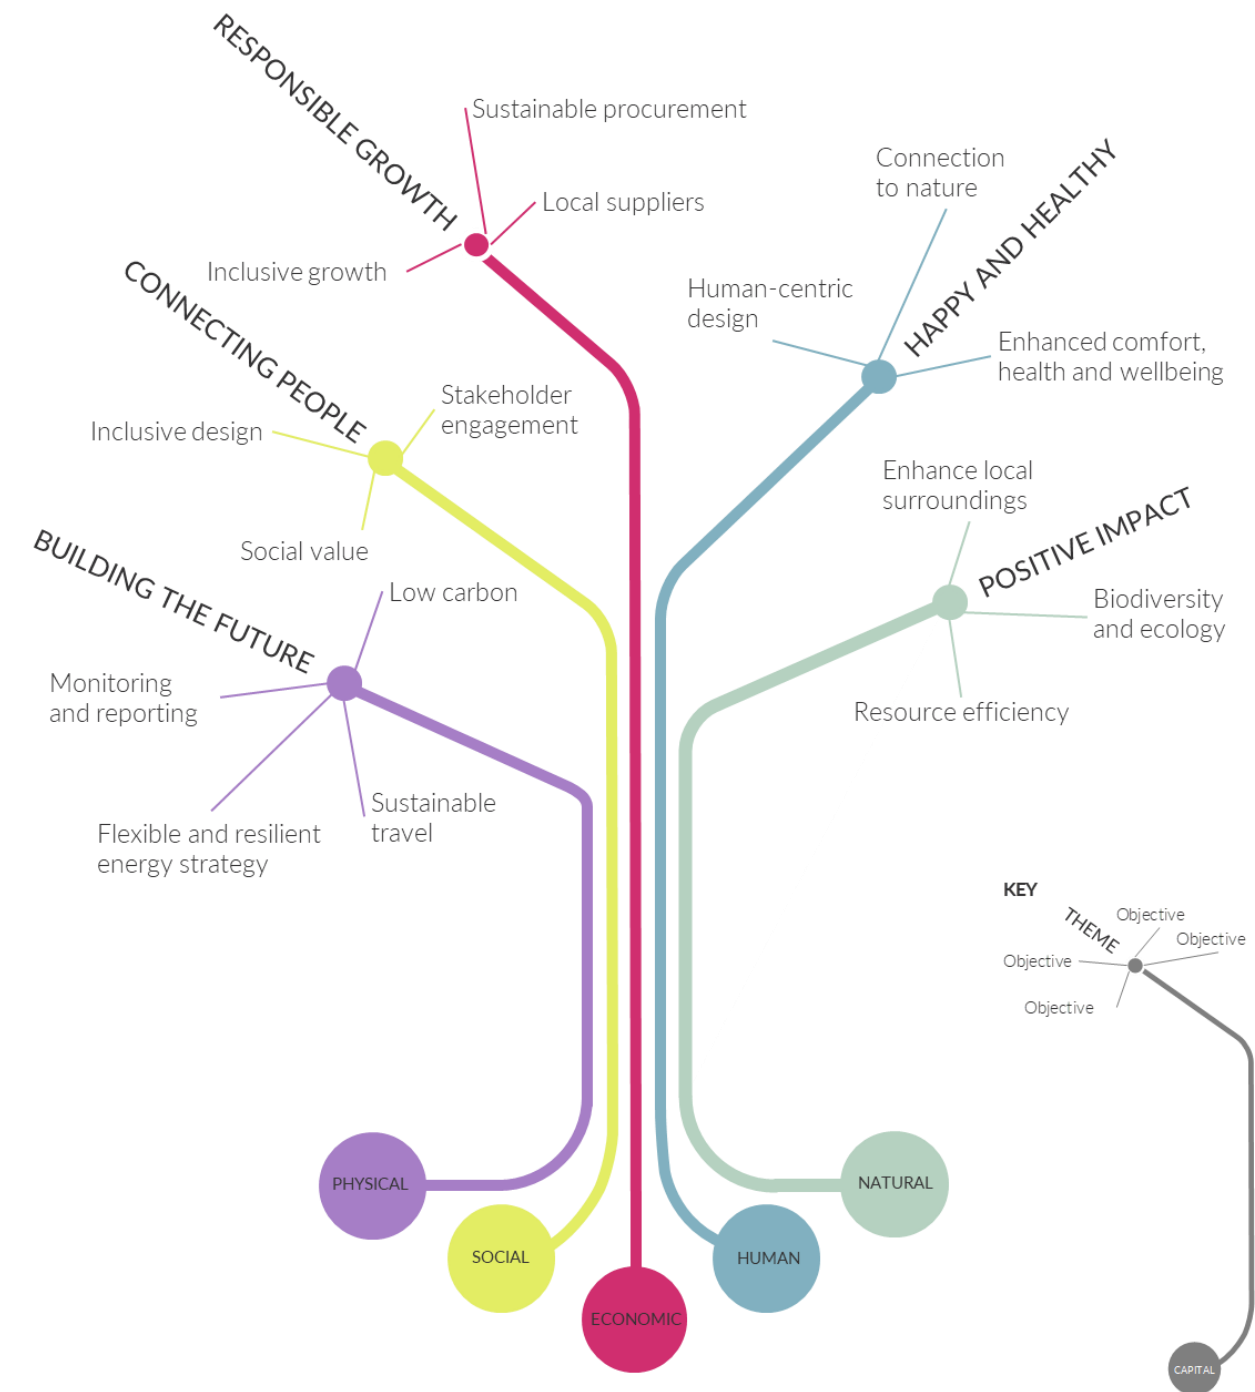 RESPONSIBLE GROWTH
Sustainable procurement
Local suppliers
Inclusive growth
CONNECTING PEOPLE
Stakeholder
engagement
Inclusive design
Social value
BUILDING THE FUTURE
Low carbon
Monitoring
and reporting
Flexible and resilient
energy strategy
Sustainable
travel
HAPPY AND HEALTHY
Connection
to nature
Human-centric
design
Enhanced comfort,
health and wellbeing
POSITIVE IMPACT
Enhance local
surroundings
Biodiversity
and ecology
Resource efficiency
PHYSICAL
SOCIAL
ECONOMIC
HUMAN
NATURAL
KEY
THEME
Objective
Objective
Objective
Objective
CAPITAL